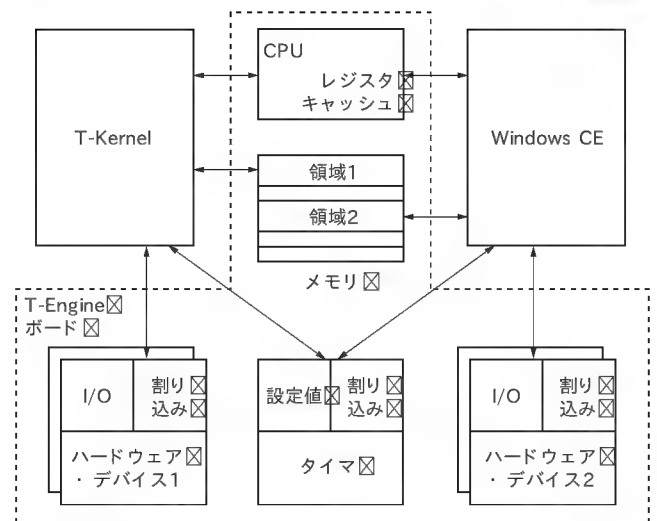 CPU
レジスタ
キャッシュ
T-Kernel
Windows CE
領域1
領域2
メモリ
T-Engine
ボード
I/O
割り
込み
ハードウェア
・デバイス1
設定値
割り
込み
タイマ
I/O
割り
込み
ハードウェア
・デバイス2